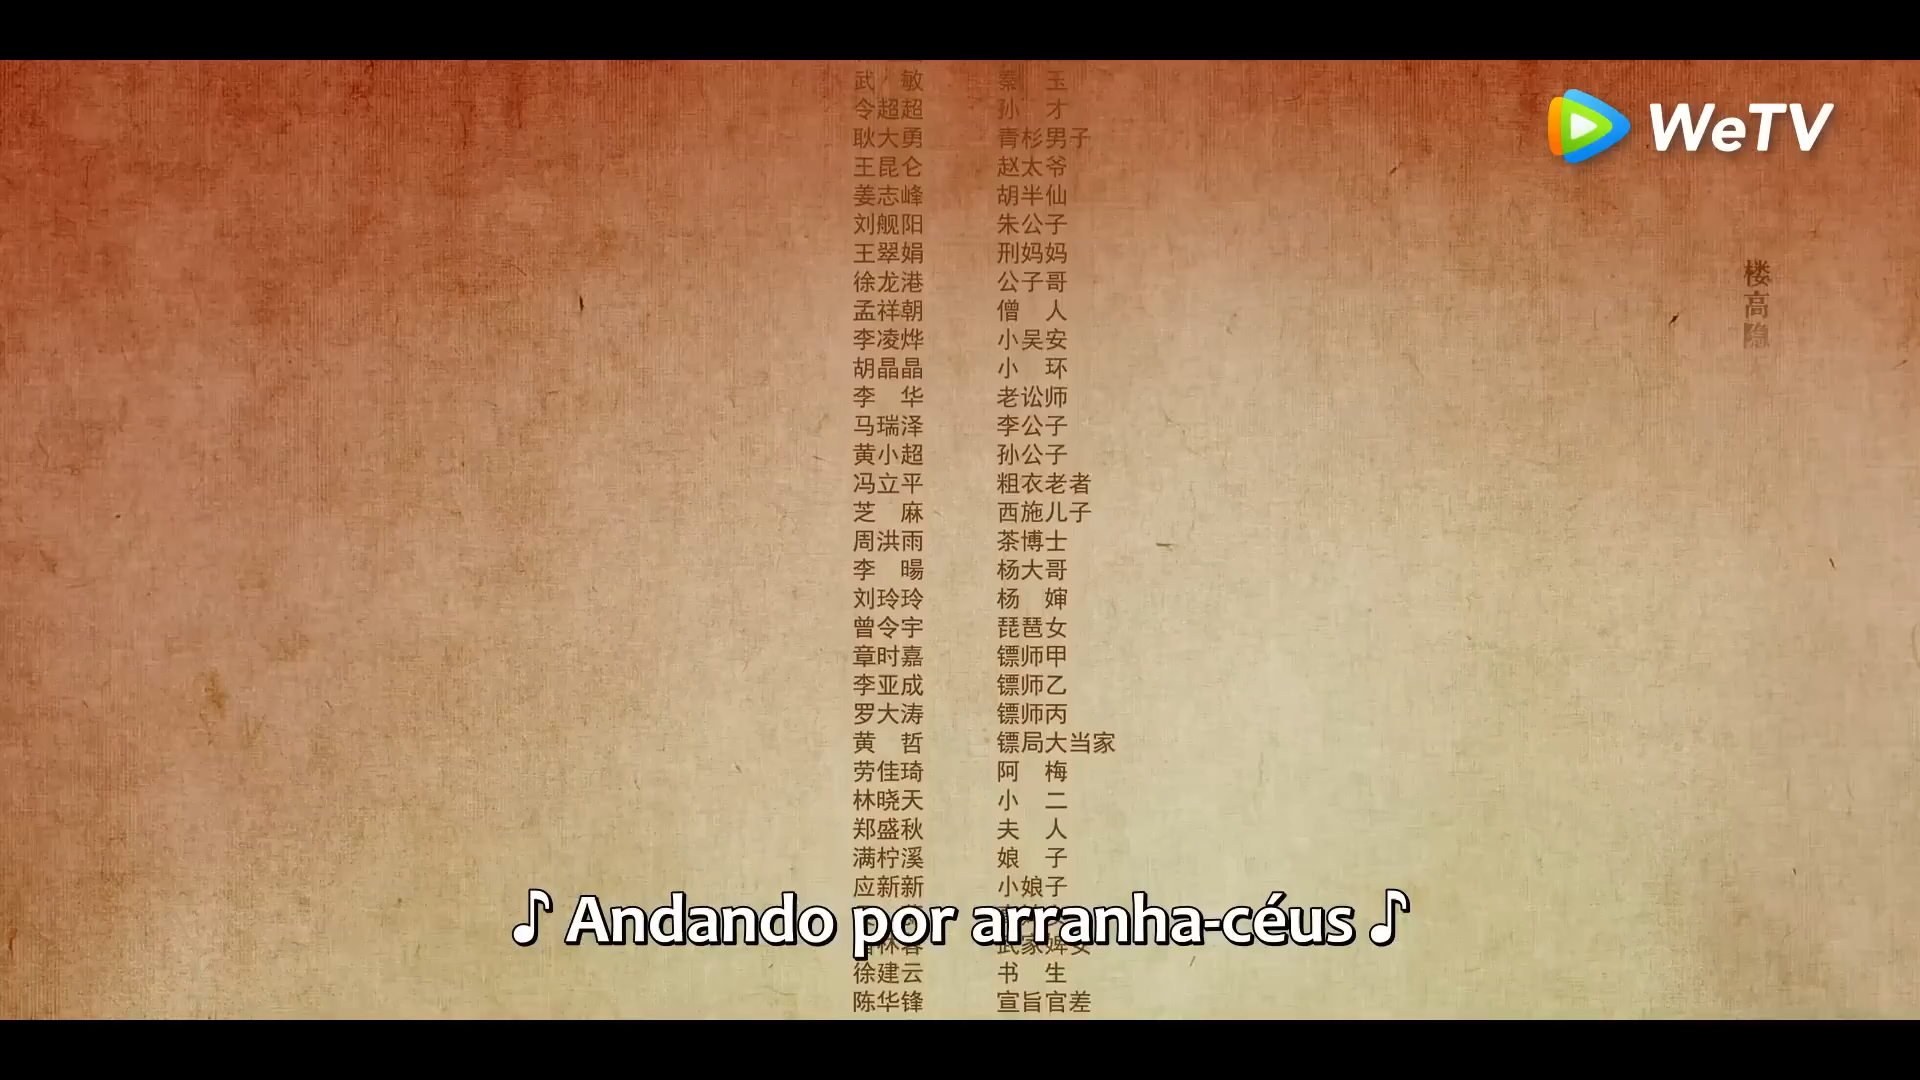 武 敏 秦 玉
令超超 孙 才
耿大勇 青杉男子
王昆仑 赵太爷
姜志峰 胡半仙
刘舰阳 朱公子
王翠娟 刑妈妈
徐龙港 公子哥
孟祥朝 僧 人
李凌烨 小吴安
胡晶晶 小 环
李 华 老讼师
马瑞泽 李公子
黄小超 孙公子
冯立平 粗衣老者
芝 麻 西施儿子
周洪雨 茶博士
李 暘 杨大哥
刘玲玲 杨 婶
曾令宇 琵琶女
章时嘉 镖师甲
李亚成 镖师乙
罗大涛 镖师丙
黄 哲 镖局大当家
劳佳琦 阿 梅
林晓天 小 二
郑盛秋 夫 人
满柠溪 娘 子
应新新 小娘子
武家婢女
徐建云 书 生
陈华锋 宣旨官差
WeTV
楼高隐
♪ Andando por arranha-céus ♪